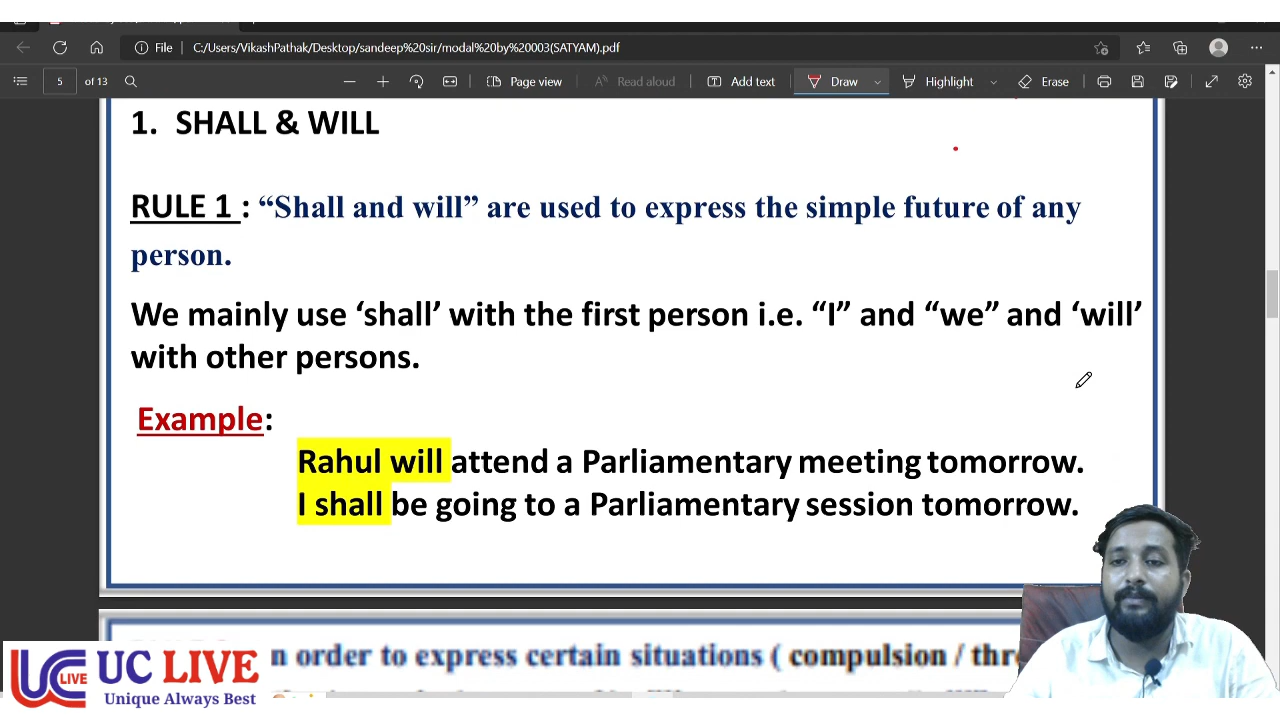 File C:/Users/VikashPathak/Desktop/sandeep%20sir/modal%20by%20003(SATYAM).pdf
5 of 13 Page view Read aloud Add text Draw Highlight Erase
1. SHALL & WILL
RULE 1 : “Shall and will” are used to express the simple future of any
person.
We mainly use ‘shall’ with the first person i.e. “I” and “we” and ‘will’
with other persons.
Example:
Rahul will attend a Parliamentary meeting tomorrow.
I shall be going to a Parliamentary session tomorrow.
n order to express certain situations ( compulsion /
UC LIVE
LIVE
Unique Always Best